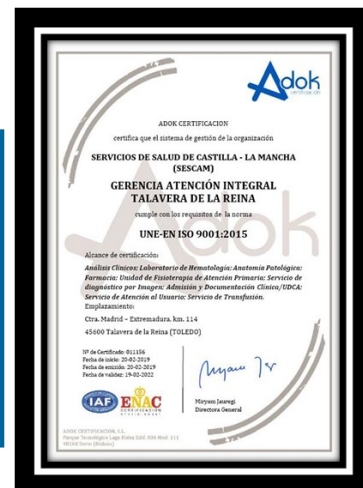 Adok
certificación
ADOK CERTIFICACION
certifica que el sistema de gestión de la organización
SERVICIOS DE SALUD DE CASTILLA - LA MANCHA
(SESCAM)
GERENCIA ATENCIÓN INTEGRAL
TALAVERA DE LA REINA
cumple con los requisitos de la norma
UNE-EN ISO 9001:2015
Alcance de certificación:
Análisis Clínicos: Laboratorio de Hematología: Anatomía Patológica:
Farmacia: Unidad de Fisioterapia de Atención Primaria: Servicio de
diagnóstico por Imagen: Admisión y Documentación Clínica/UDCA:
Servicio de Atención al Usuario: Servicio de Transfusión.
Emplazamiento:
Ctra. Madrid - Extremadura, km. 114
45600 Talavera de la Reina (TOLEDO)
Nº de Certificado: 011156
Fecha de inicio: 20-02-2019
Fecha de emisión: 20-02-2019
Fecha de validez: 19-02-2022
IAF
ENAC
CERTIFICACIÓN
Miryam Jauregi
Directora General
ADOK CERTIFICACION, S.L.